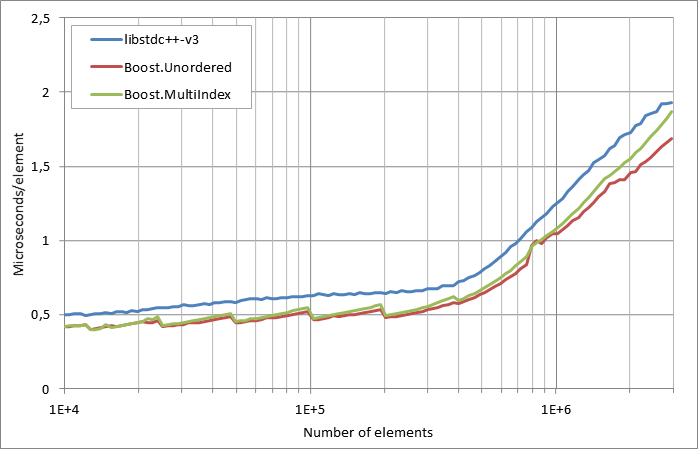 2,5
libstdc++-v3
Boost.Unordered
Boost.MultiIndex
2
1,5
1
0,5
0
Microseconds/element
1E+4
1E+5
1E+6
Number of elements